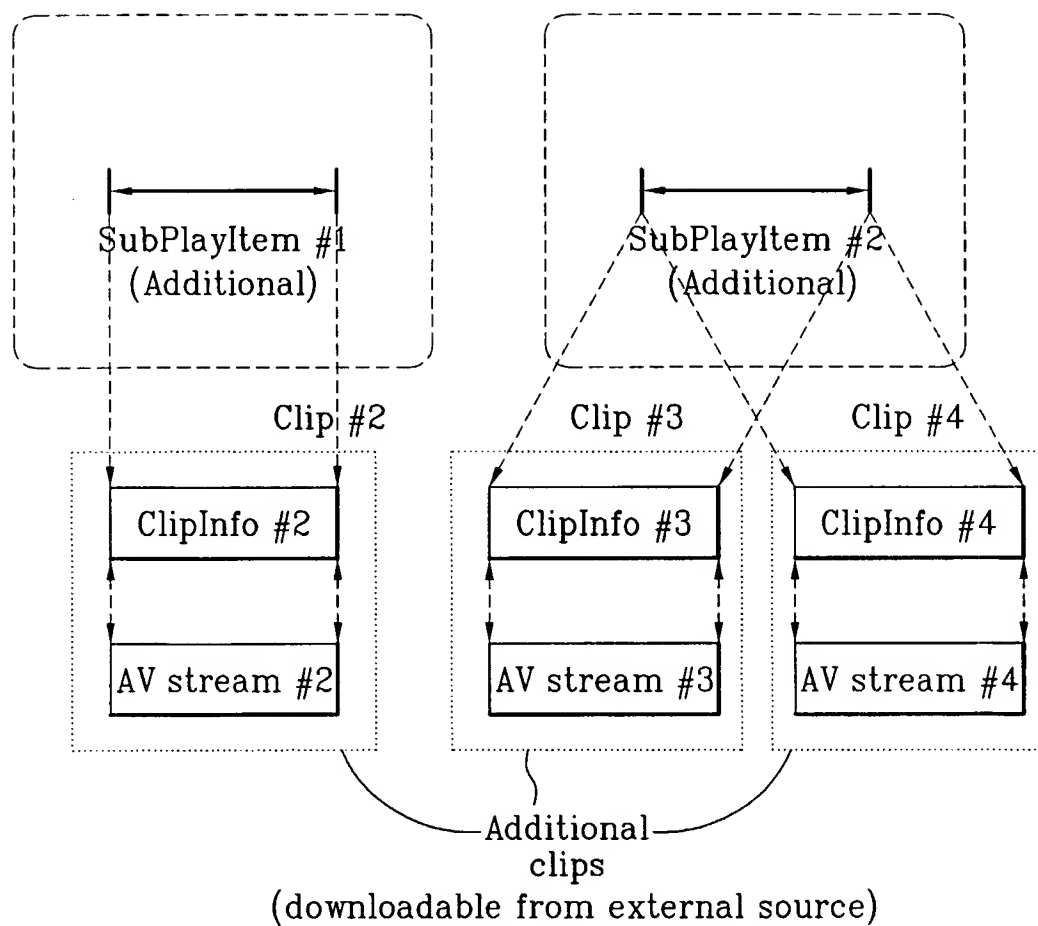 SubPlayItem #1
(Additional)
SubPlayItem #2
(Additional)
Clip #2
Clip #3
Clip #4
ClipInfo #2
ClipInfo #3
ClipInfo #4
AV stream #2
AV stream #3
AV stream #4
Additional
clips
(downloadable from external source)